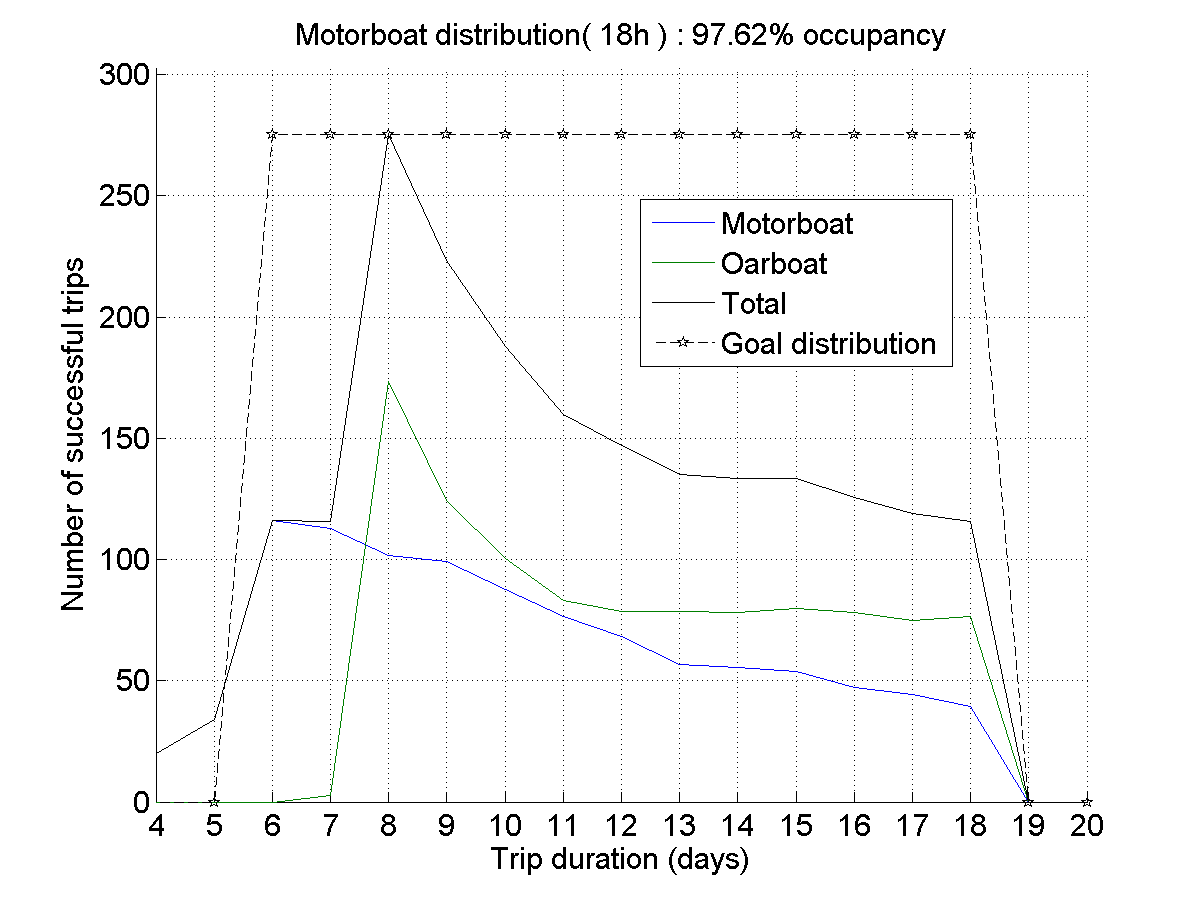 Motorboat distribution( 18h ) : 97.62% occupancy
300
250
200
150
100
50
0
Number of successful trips
Motorboat
Oarboat
Total
Goal distribution
4 5 6 7 8 9 10 11 12 13 14 15 16 17 18 19 20
Trip duration (days)